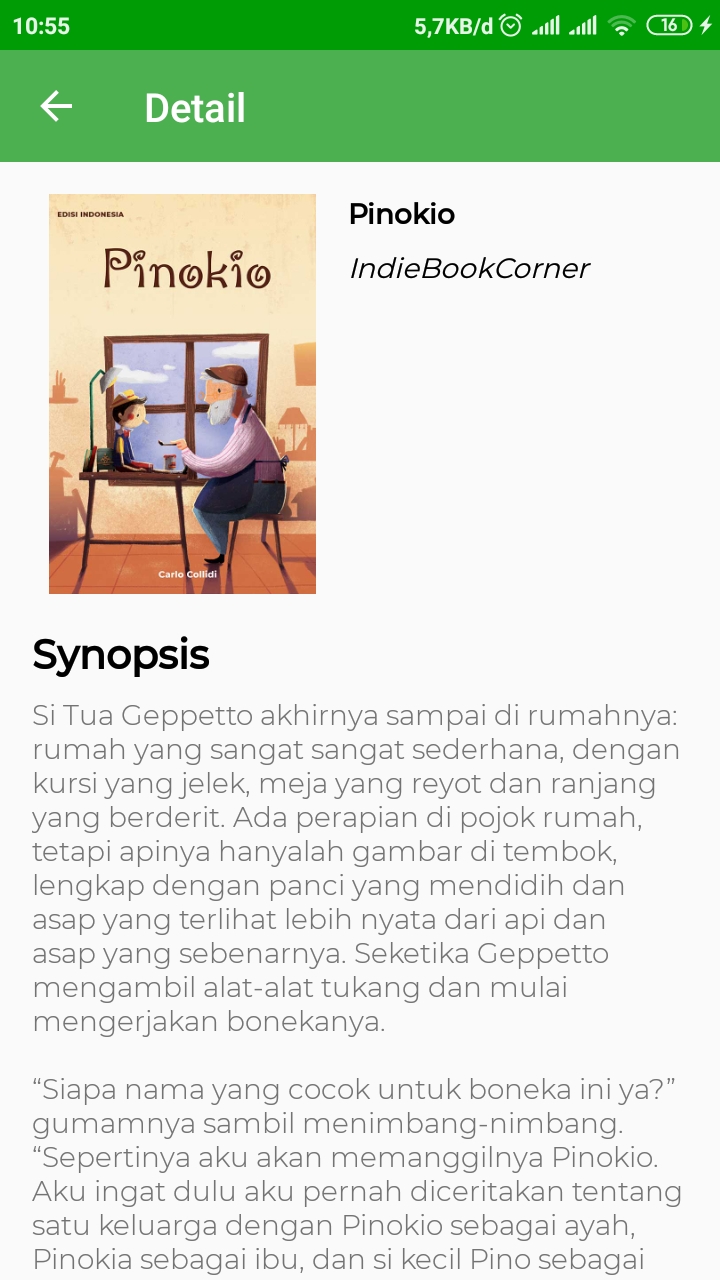 10:55
5,7KB/d
16
Detail
EDISI INDONESIA
Pinokio
Carlo Collidi
Pinokio
IndieBookCorner
Synopsis
Si Tua Geppetto akhirnya sampai di rumahnya:
rumah yang sangat sangat sederhana, dengan
kursi yang jelek, meja yang reyot dan ranjang
yang berderit. Ada perapian di pojok rumah,
tetapi apinya hanyalah gambar di tembok,
lengkap dengan panci yang mendidih dan
asap yang terlihat lebih nyata dari api dan
asap yang sebenarnya. Seketika Geppetto
mengambil alat-alat tukang dan mulai
mengerjakan bonekanya.
“Siapa nama yang cocok untuk boneka ini ya?”
gumamnya sambil menimbang-nimbang.
“Sepertinya aku akan memanggilnya Pinokio.
Aku ingat dulu aku pernah diceritakan tentang
satu keluarga dengan Pinokio sebagai ayah,
Pinokia sebagai ibu, dan si kecil Pino sebagai